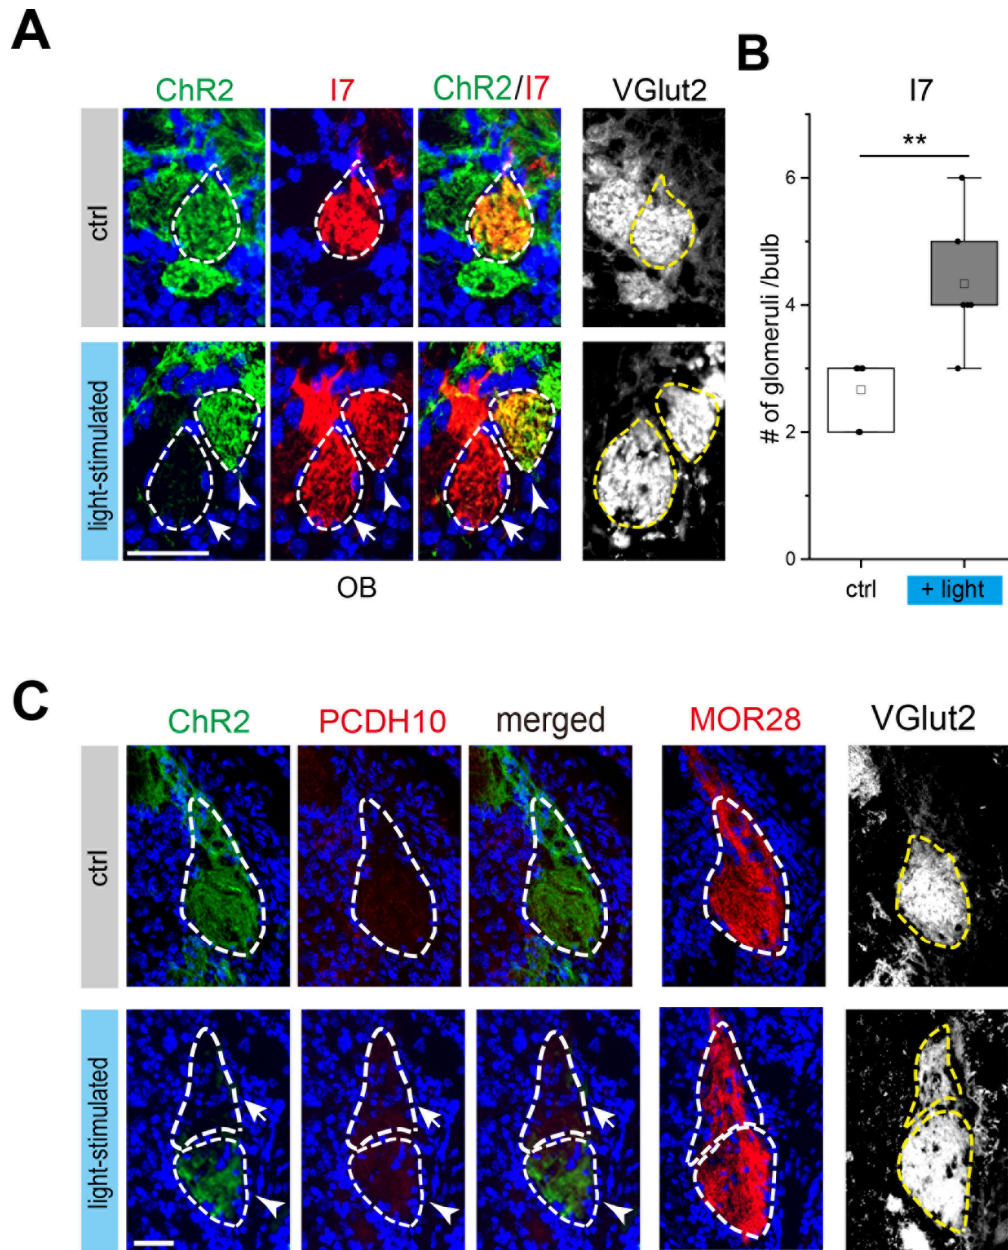 A
ChR2 I7 ChR2/I7 VGlut2
ctrl
light-stimulated
OB
B
I7
**
# of glomeruli /bulb
6
4
2
0
ctrl + light
C
ChR2 PCDH10 merged MOR28 VGlut2
ctrl
light-stimulated